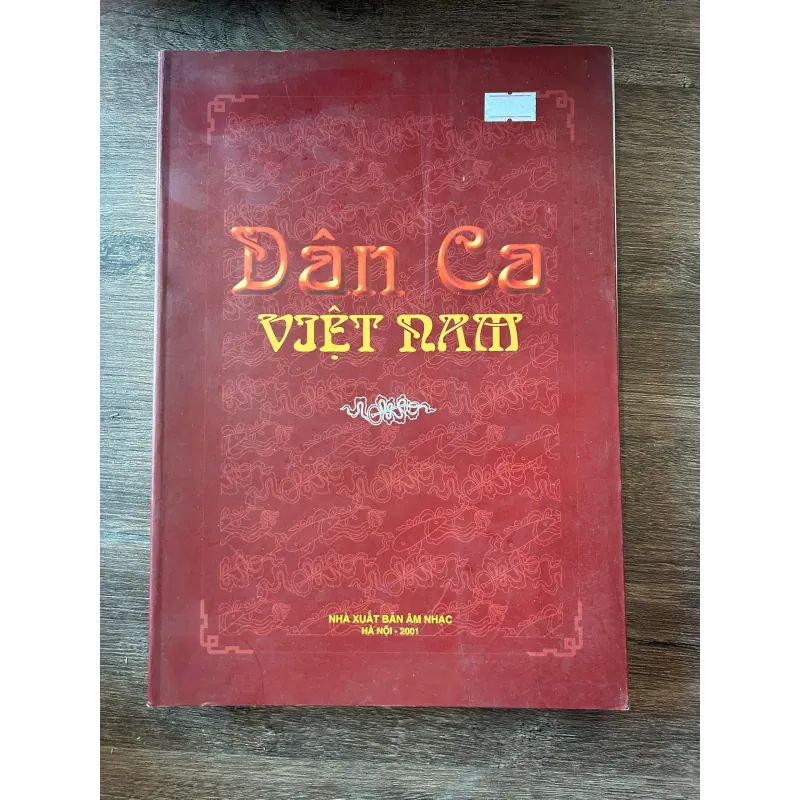 Dân Ca
VIỆT NAM
NHÀ XUẤT BẢN ÂM NHẠC
HÀ NỘI - 2001